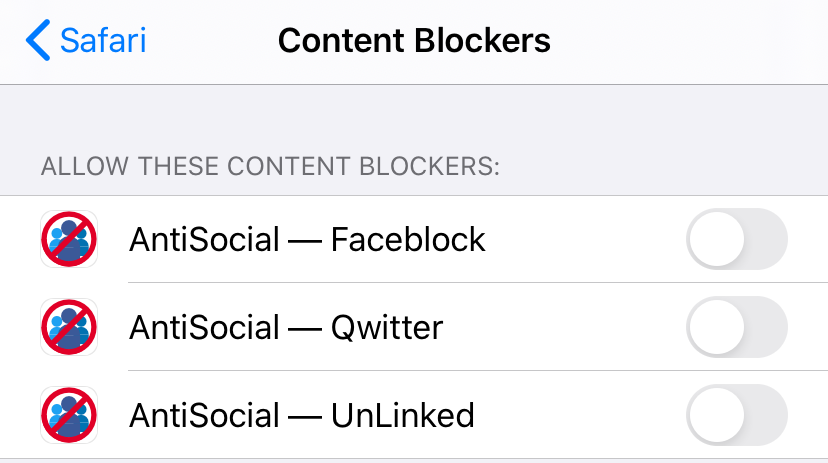 Safari
Content Blockers
ALLOW THESE CONTENT BLOCKERS:
AntiSocial — Faceblock
AntiSocial — Qwitter
AntiSocial — UnLinked